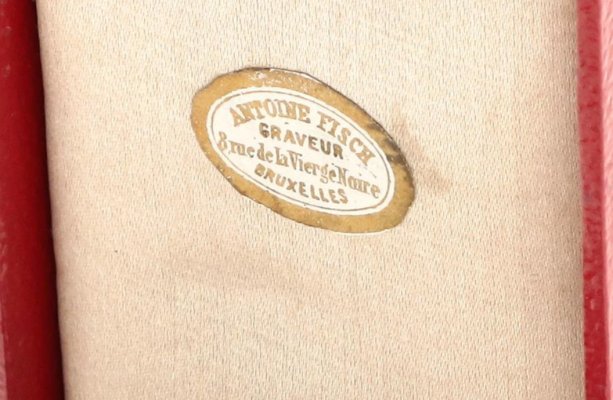 ANTOINE FISCH
GRAVEUR
8 rue de la Vierge Noire
BRUXELLES